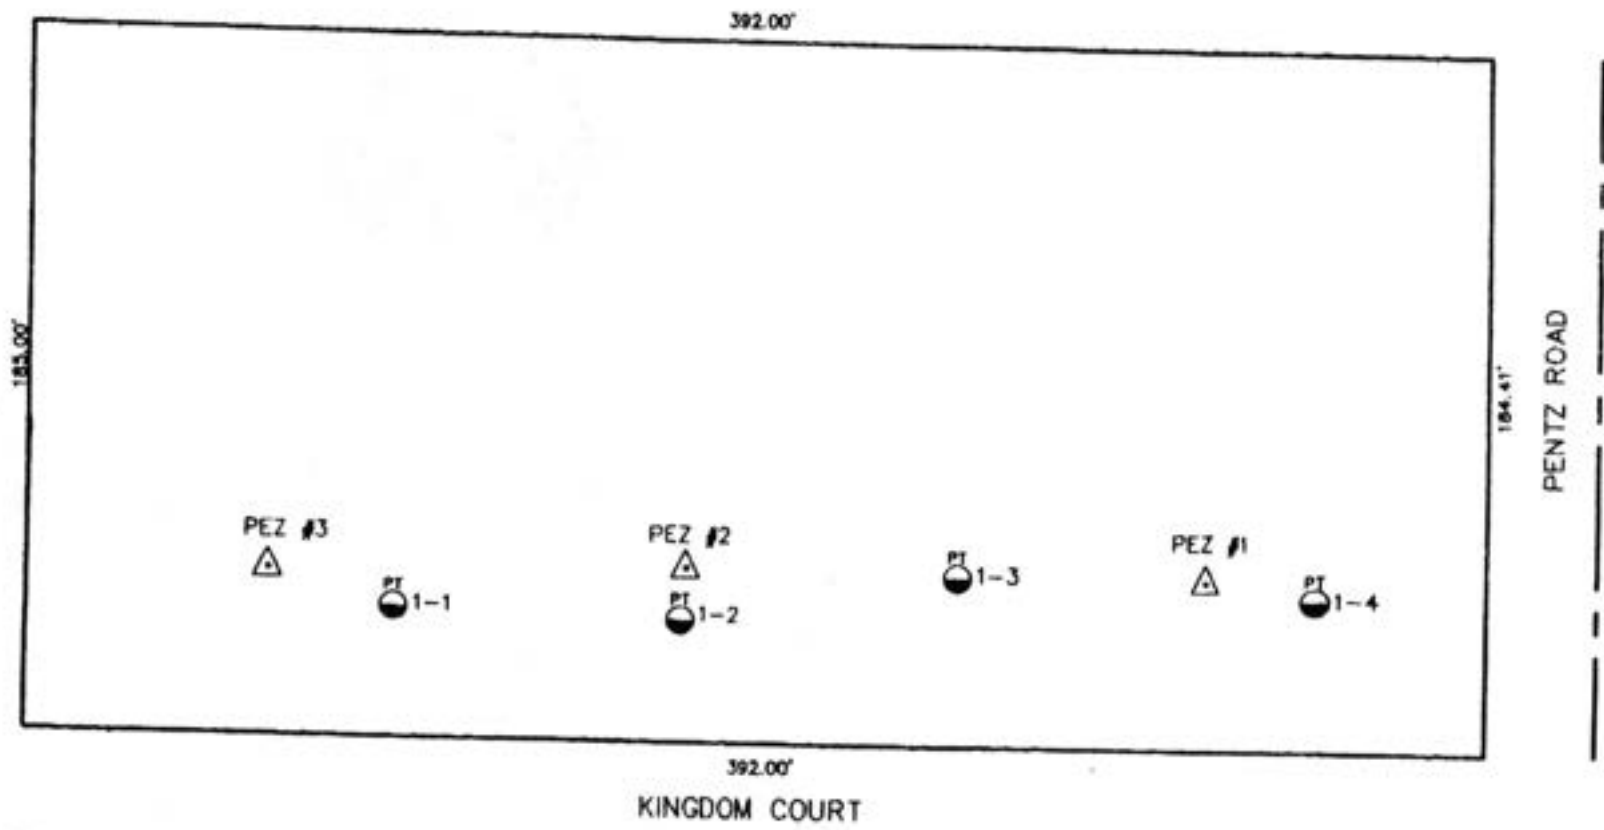 392.00'
185.00'
184.41'
PENTZ ROAD
PEZ #3
PEZ #2
PEZ #1
PT
1-1
PT
1-2
PT
1-3
PT
1-4
392.00'
KINGDOM COURT